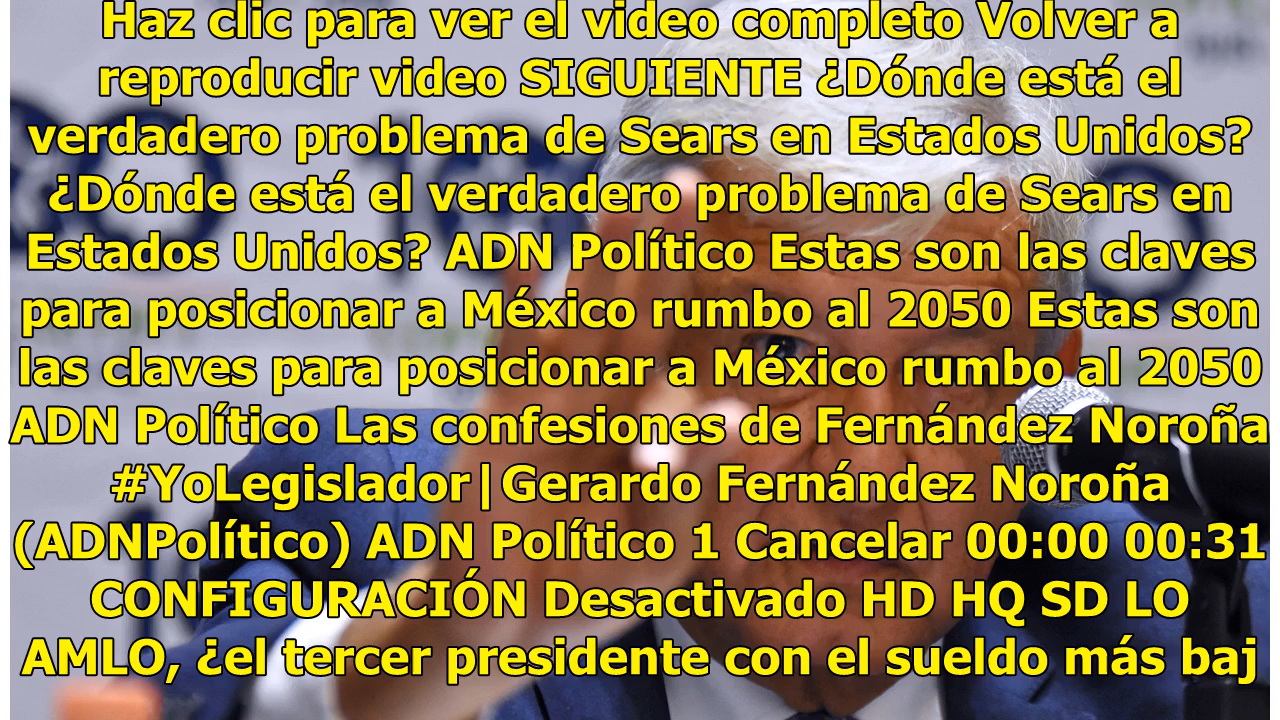 Haz clic para ver el video completo Volver a
reproducir video SIGUIENTE ¿Dónde está el
verdadero problema de Sears en Estados Unidos?
¿Dónde está el verdadero problema de Sears en
Estados Unidos? ADN Político Estas son las claves
para posicionar a México rumbo al 2050 Estas son
las claves para posicionar a México rumbo al 2050
ADN Político Las confesiones de Fernández Noroña
#YoLegislador|Gerardo Fernández Noroña
(ADNPolítico) ADN Político 1 Cancelar 00:00 00:31
CONFIGURACIÓN Desactivado HD HQ SD LO
AMLO, ¿el tercer presidente con el sueldo más baj